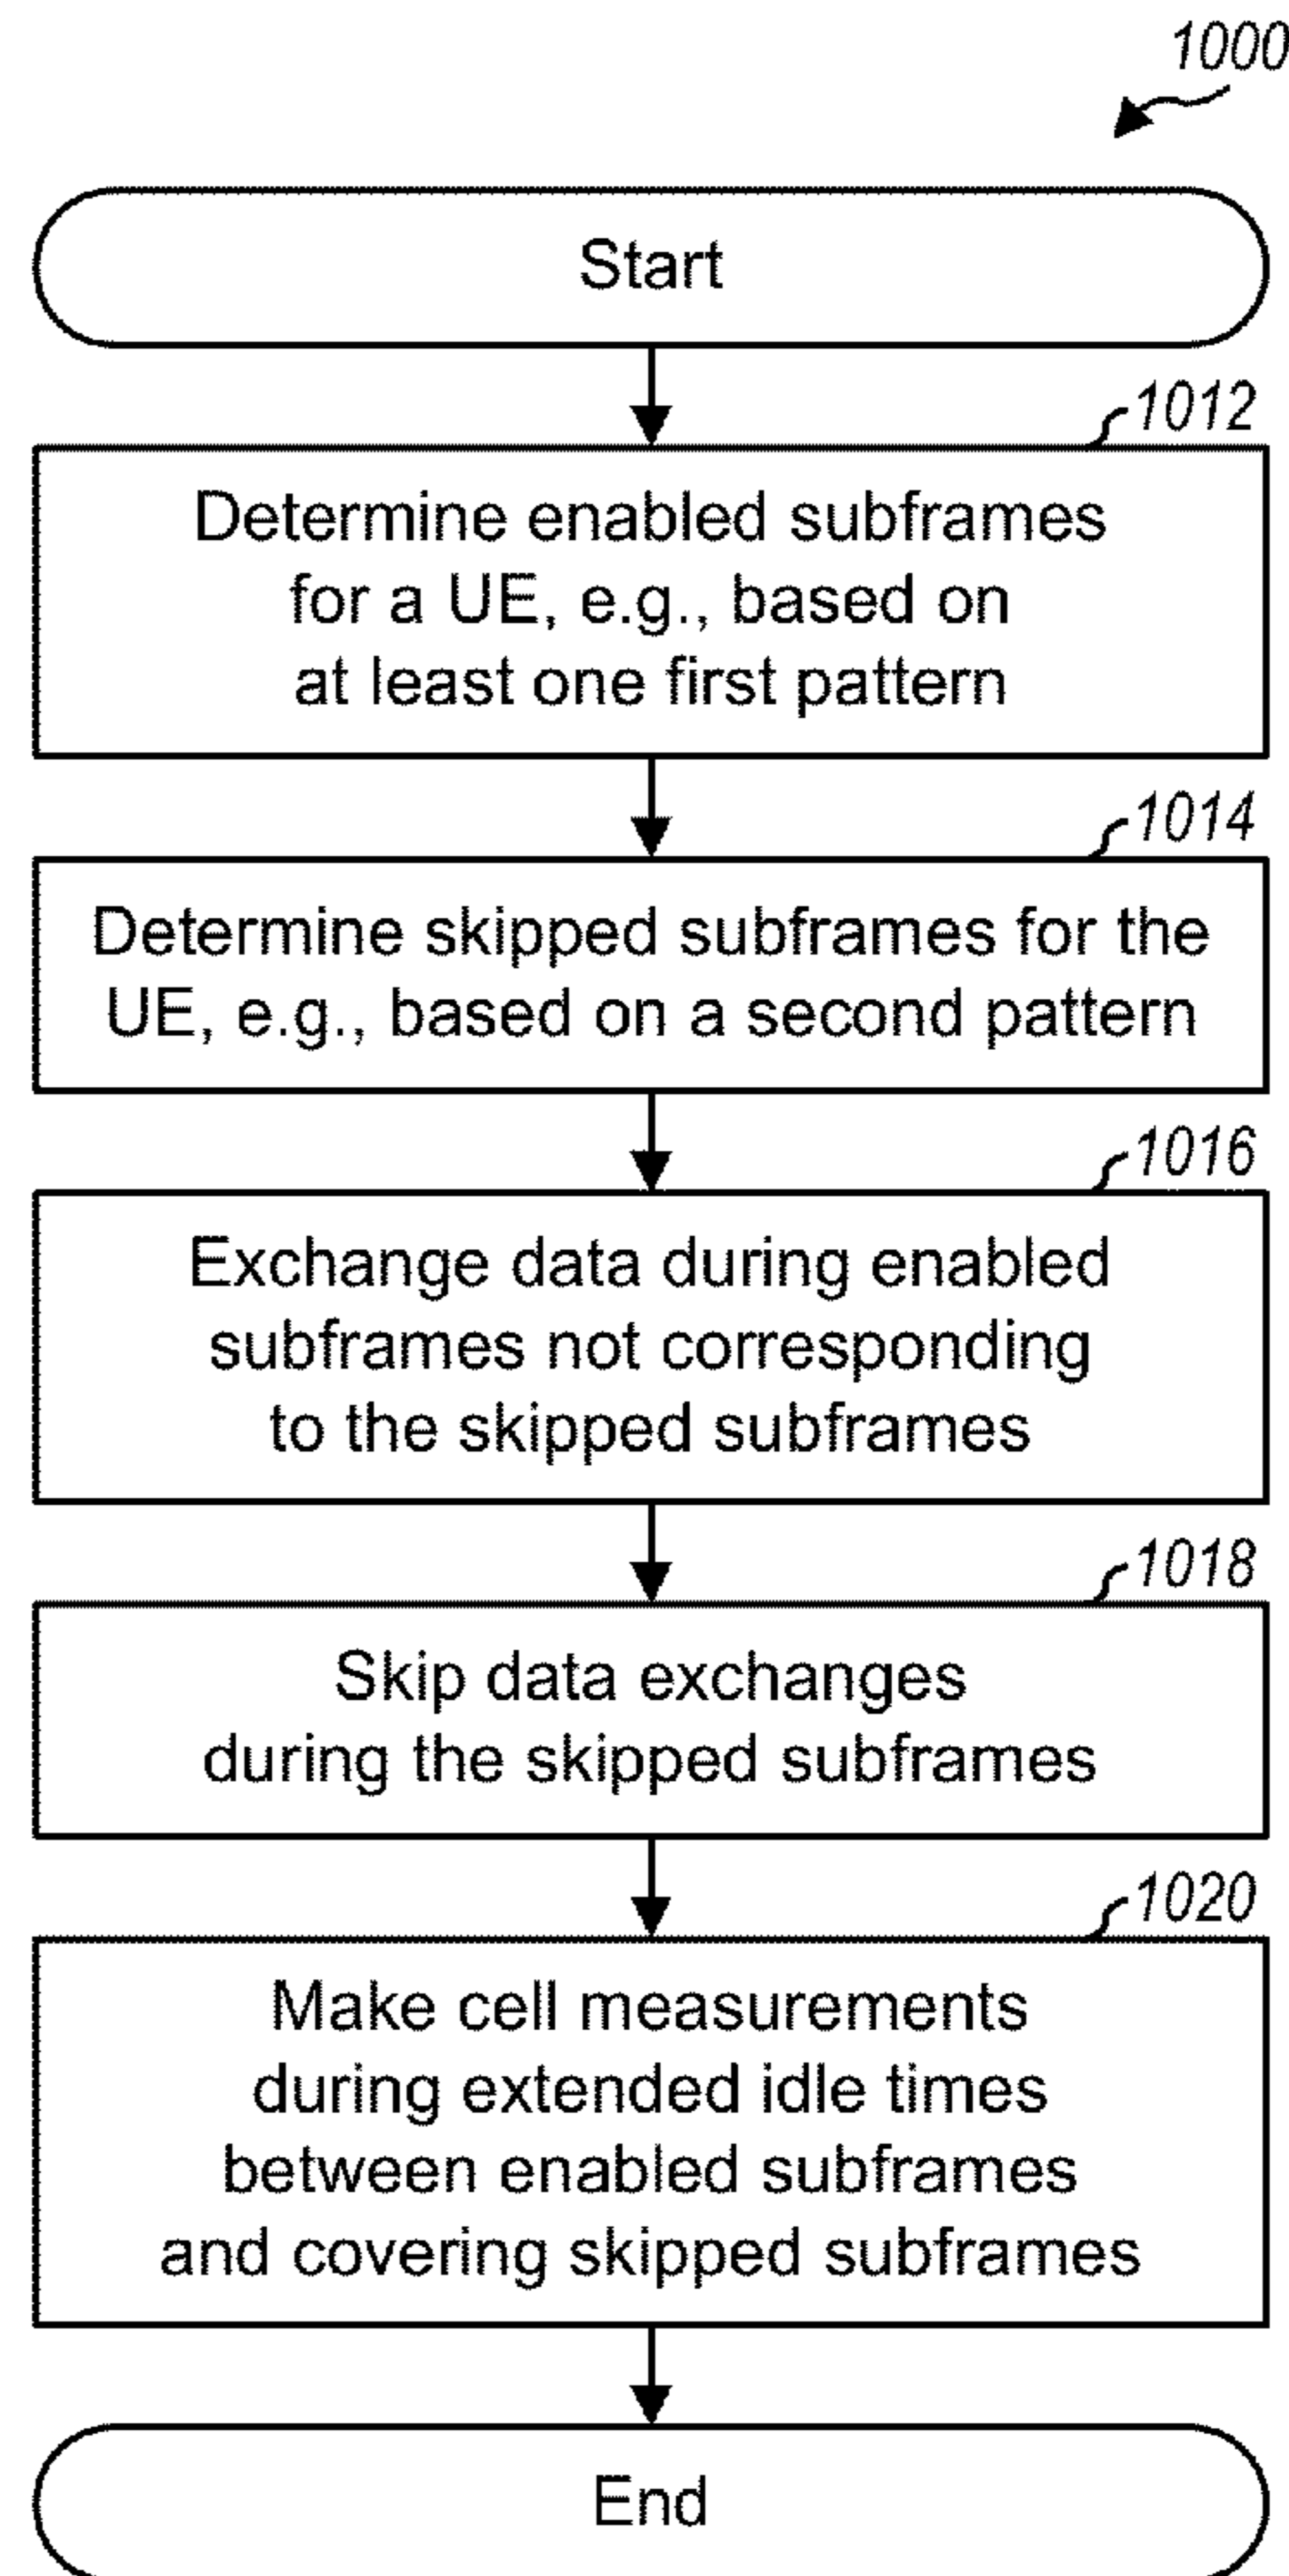 1000
Start
1012
Determine enabled subframes
for a UE, e.g., based on
at least one first pattern
1014
Determine skipped subframes for the
UE, e.g., based on a second pattern
1016
Exchange data during enabled
subframes not corresponding
to the skipped subframes
1018
Skip data exchanges
during the skipped subframes
1020
Make cell measurements
during extended idle times
between enabled subframes
and covering skipped subframes
End